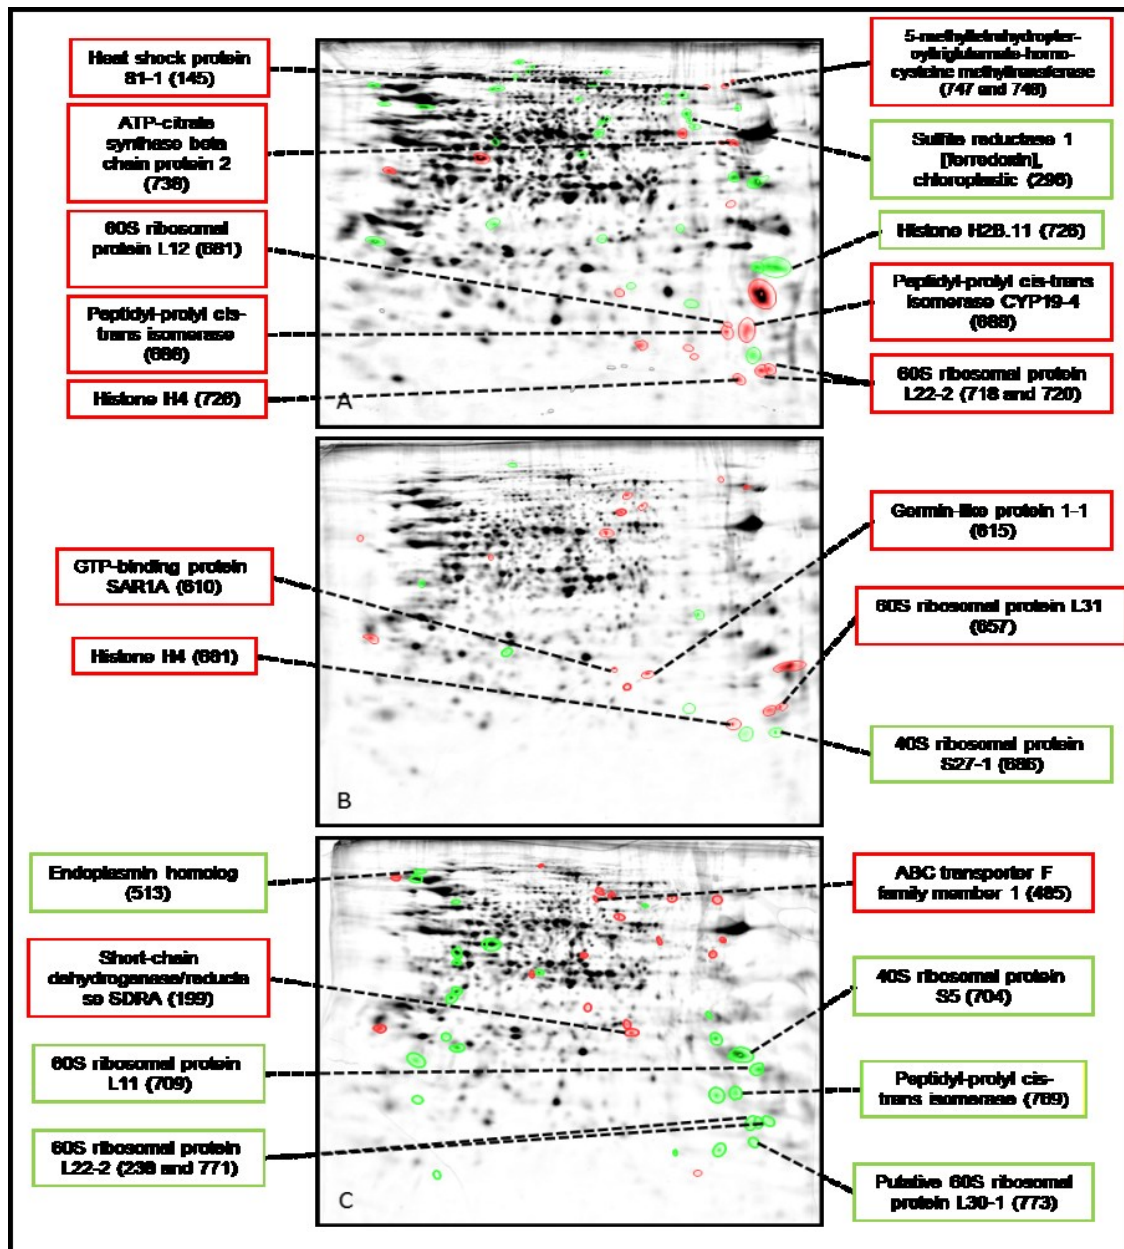 Heat shock protein
81-1 (145)
ATP-citrate
synthase beta
chain protein 2
(738)
60S ribosomal
protein L12 (681)
Peptidyl-prolyl cis-
trans isomerase
(686)
Histone H4 (726)
5-methyltetrahydropter-
oyltriglutamate-homo-
cysteine methyltransferase
(747 and 748)
Sulfite reductase 1
[ferredoxin],
chloroplastic (296)
Histone H2B.11 (726)
Peptidyl-prolyl cis-trans
isomerase CYP19-4
(688)
60S ribosomal protein
L22-2 (718 and 720)
A
GTP-binding protein
SAR1A (610)
Histone H4 (681)
Germin-like protein 1-1
(615)
60S ribosomal protein L31
(657)
40S ribosomal protein
S27-1 (686)
B
Endoplasmin homolog
(513)
Short-chain
dehydrogenase/reducta
se SDRA (199)
60S ribosomal protein
L11 (709)
60S ribosomal protein
L22-2 (238 and 771)
ABC transporter F
family member 1 (485)
40S ribosomal protein
S5 (704)
Peptidyl-prolyl cis-
trans isomerase (769)
Putative 60S ribosomal
protein L30-1 (773)
C